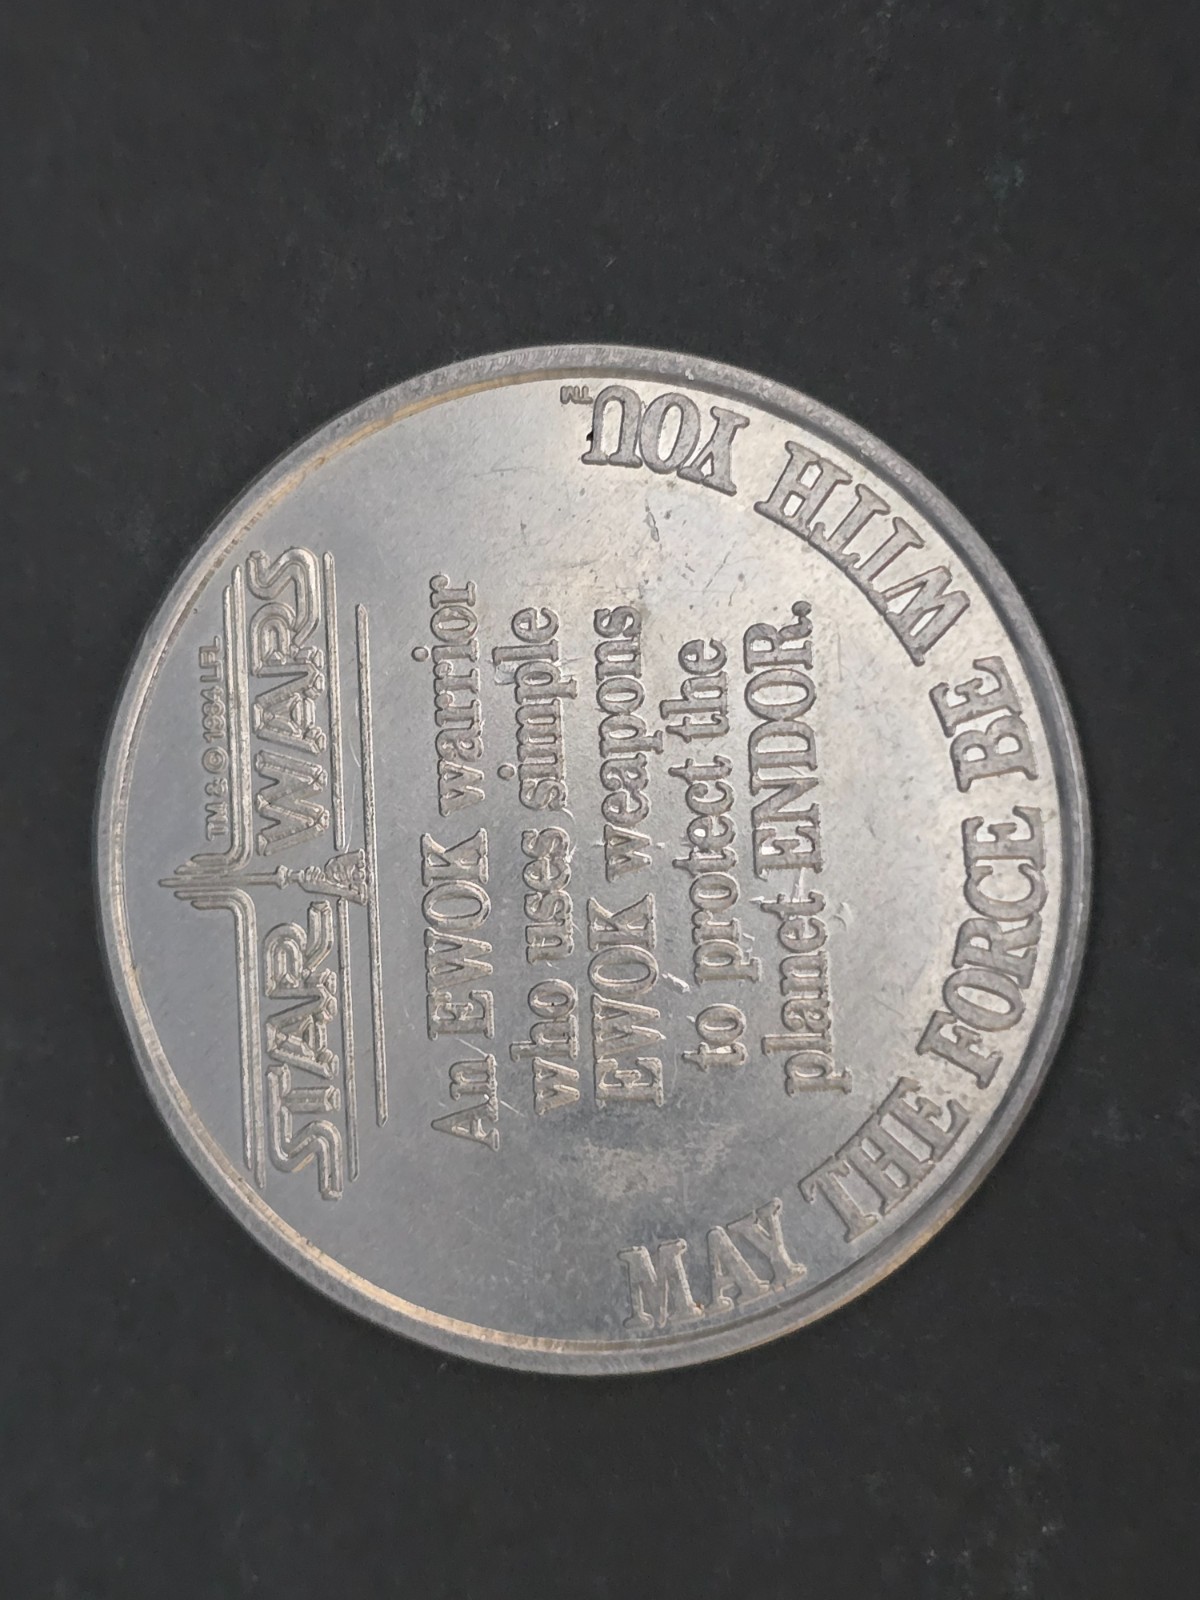 TM & © 1984 LFL
STAR WARS
An EWOK warrior
who uses simple
EWOK weapons
to protect the
planet ENDOR.
MAY THE FORCE BE WITH YOU™